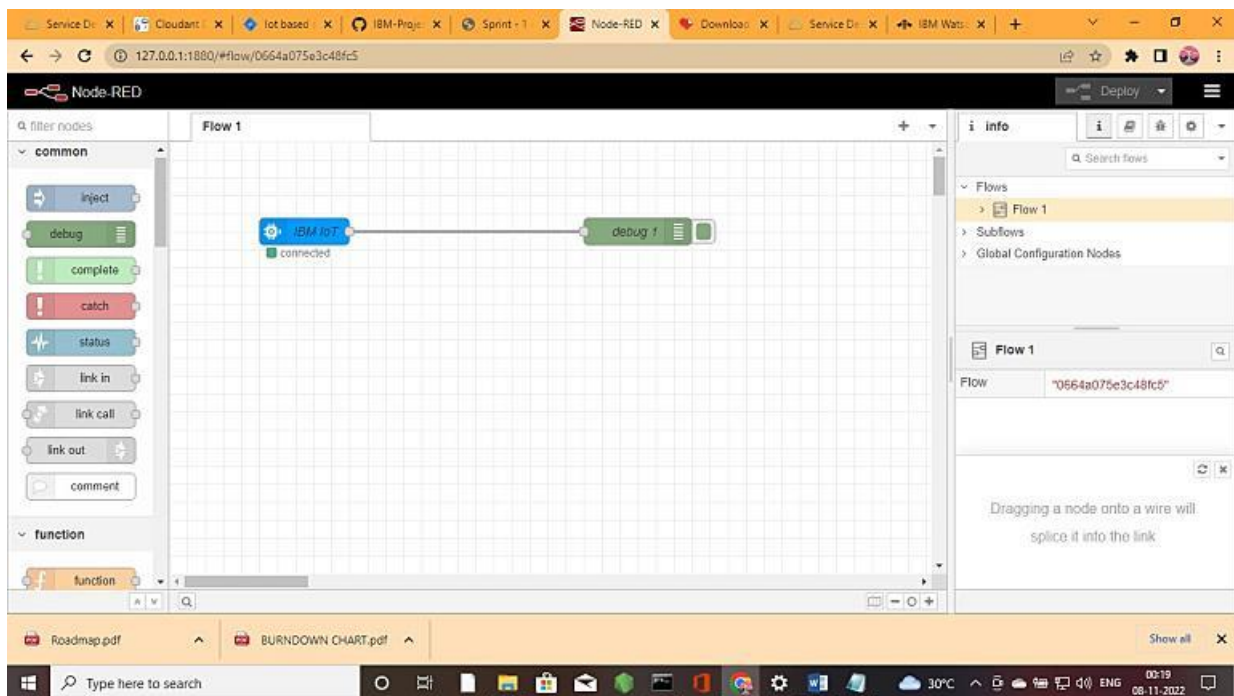 Service De
Cloudant
Iot based :
IBM-Proje
Sprint - 1
Node-RED
Download
Service De
IBM Wats
127.0.0.1:1880/#flow/0664a075e3c48fc5
Node-RED
Deploy
filter nodes
Flow 1
i info
common
Search flows
inject
debug
complete
catch
status
link in
link call
link out
comment
function
function
IBM IoT
connected
debug 1
Flows
Flow 1
Subflows
Global Configuration Nodes
Flow 1
Flow
"0664a075e3c48fc5"
Dragging a node onto a wire will
splice it into the link
Roadmap.pdf
BURNDOWN CHART.pdf
Show all
Type here to search
30°C
ENG
00:19
08-11-2022